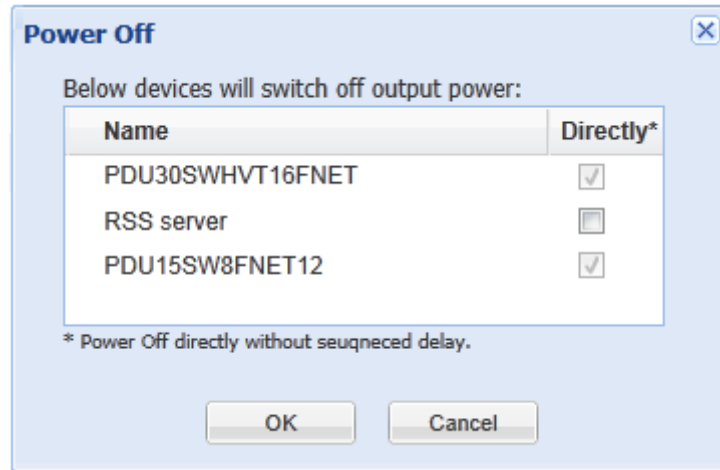 Power Off
Below devices will switch off output power:
Name Directly*
PDU30SWHVT16FNET
RSS server
PDU15SW8FNET12
* Power Off directly without seuqneced delay.
OK Cancel